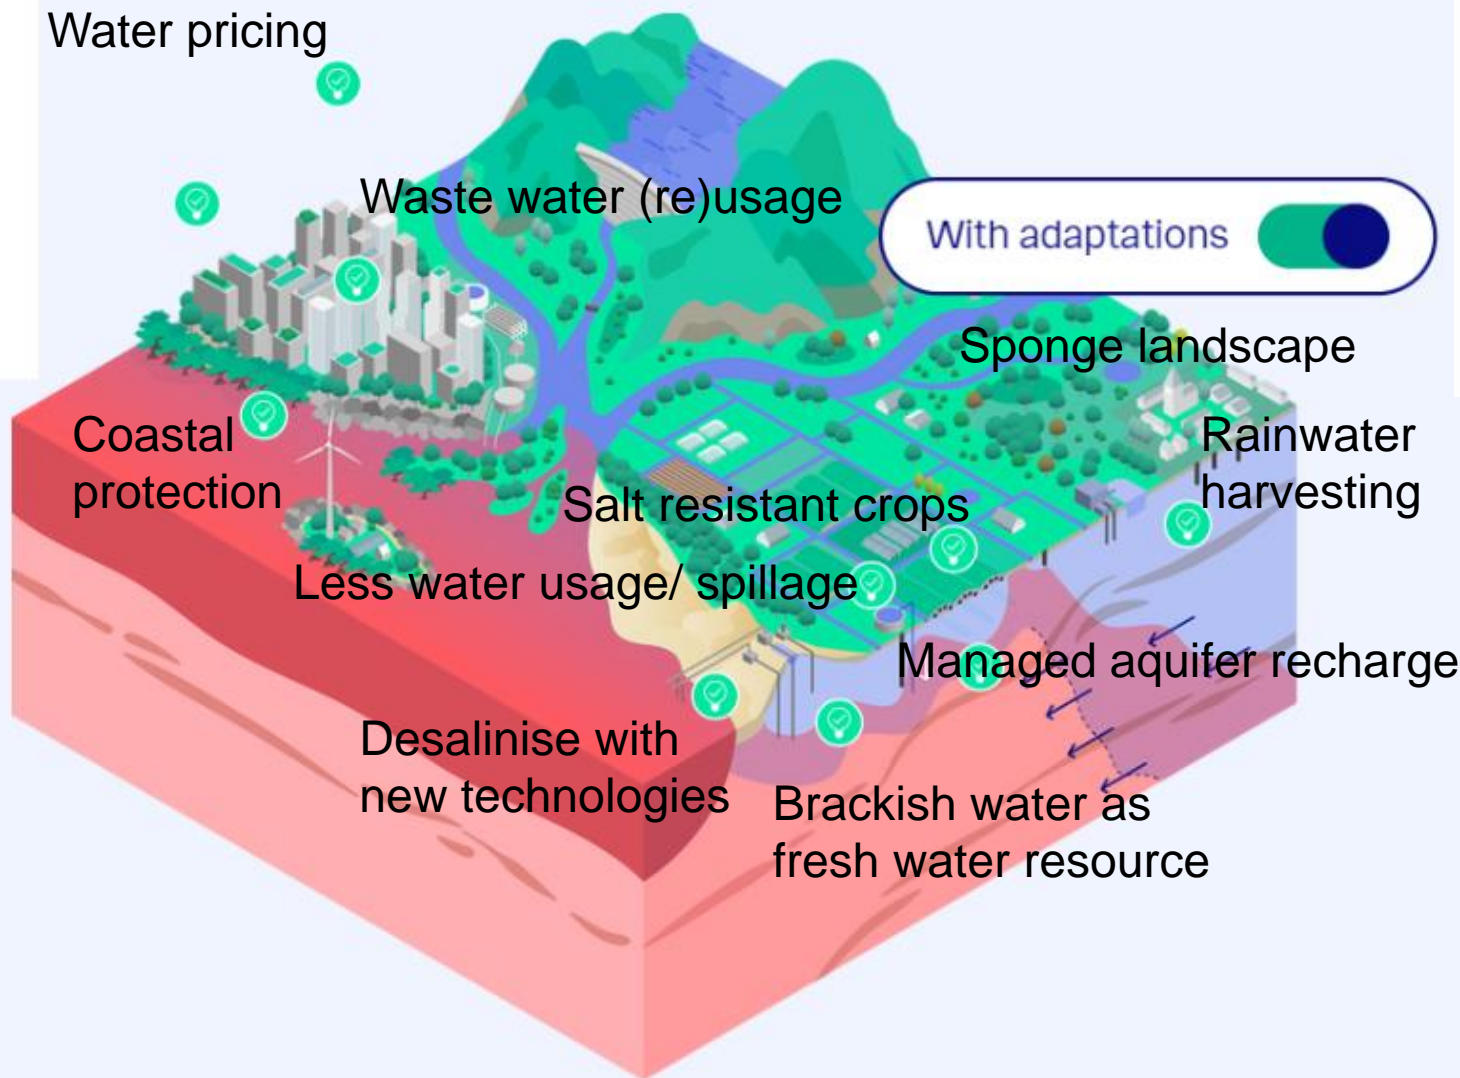 Water pricing
Waste water (re)usage
With adaptations
Sponge landscape
Coastal
protection
Rainwater
harvesting
Salt resistant crops
Less water usage/ spillage
Managed aquifer recharge
Desalinise with
new technologies
Brackish water as
fresh water resource